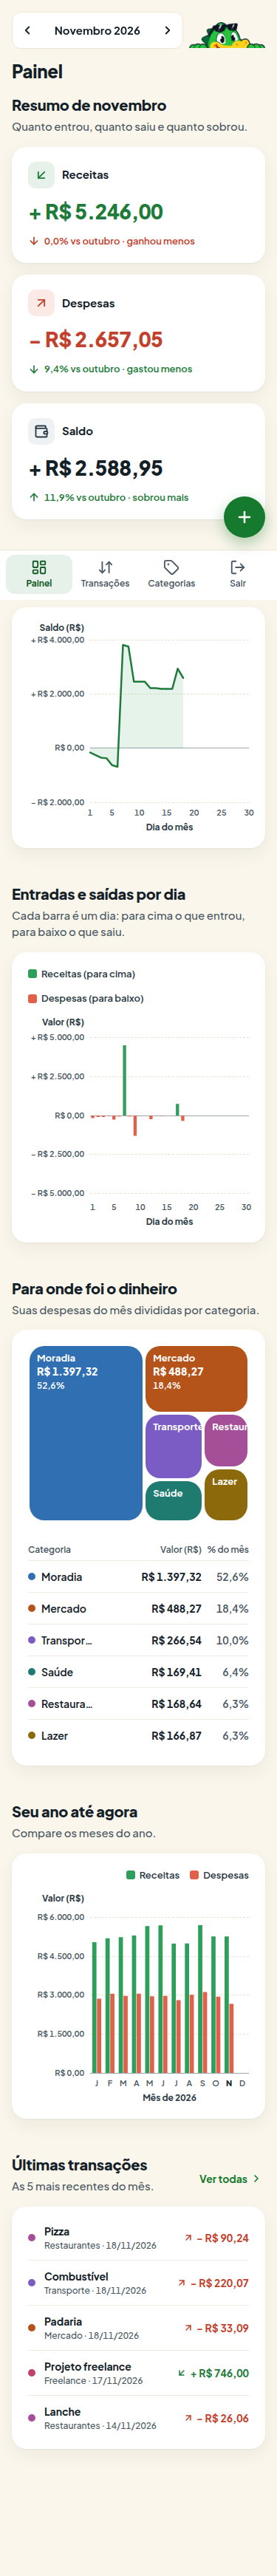 Novembro 2026
Painel
Resumo de novembro
Quanto entrou, quanto saiu e quanto sobrou.
Receitas
+ R$ 5.246,00
0,0% vs outubro · ganhou menos
Despesas
− R$ 2.657,05
9,4% vs outubro · gastou menos
Saldo
+ R$ 2.588,95
11,9% vs outubro · sobrou mais
Painel Transações Categorias Sair
Saldo (R$)
+ R$ 4.000,00
+ R$ 2.000,00
R$ 0,00
− R$ 2.000,00
1 5 10 15 20 25 30
Dia do mês
Entradas e saídas por dia
Cada barra é um dia: para cima o que entrou,
para baixo o que saiu.
Receitas (para cima)
Despesas (para baixo)
Valor (R$)
+ R$ 5.000,00
+ R$ 2.500,00
R$ 0,00
− R$ 2.500,00
− R$ 5.000,00
1 5 10 15 20 25 30
Dia do mês
Para onde foi o dinheiro
Suas despesas do mês divididas por categoria.
Moradia
R$ 1.397,32
52,6%
Mercado
R$ 488,27
18,4%
Transporte
Restaur
Saúde
Lazer
Categoria Valor (R$) % do mês
Moradia R$ 1.397,32 52,6%
Mercado R$ 488,27 18,4%
Transpor... R$ 266,54 10,0%
Saúde R$ 169,41 6,4%
Restaura... R$ 168,64 6,3%
Lazer R$ 166,87 6,3%
Seu ano até agora
Compare os meses do ano.
Receitas Despesas
Valor (R$)
R$ 6.000,00
R$ 4.500,00
R$ 3.000,00
R$ 1.500,00
R$ 0,00
J F M A M J J A S O N D
Mês de 2026
Últimas transações
As 5 mais recentes do mês.
Ver todas
Pizza
Restaurantes · 18/11/2026
− R$ 90,24
Combustível
Transporte · 18/11/2026
− R$ 220,07
Padaria
Mercado · 18/11/2026
− R$ 33,09
Projeto freelance
Freelance · 17/11/2026
+ R$ 746,00
Lanche
Restaurantes · 14/11/2026
− R$ 26,06